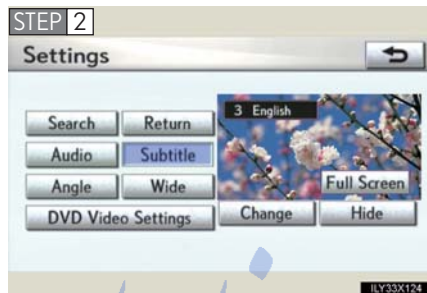 STEP 2
Settings
3 English
Search Return
Audio Subtitle
Full Screen
Angle Wide
DVD Video Settings Change Hide
ILY33X124